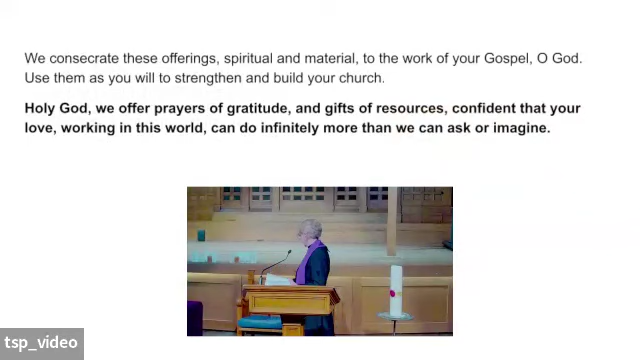 We consecrate these offerings, spiritual and material, to the work of your Gospel, O God.
Use them as you will to strengthen and build your church.
Holy God, we offer prayers of gratitude, and gifts of resources, confident that your
love, working in this world, can do infinitely more than we can ask or imagine.
tsp_video